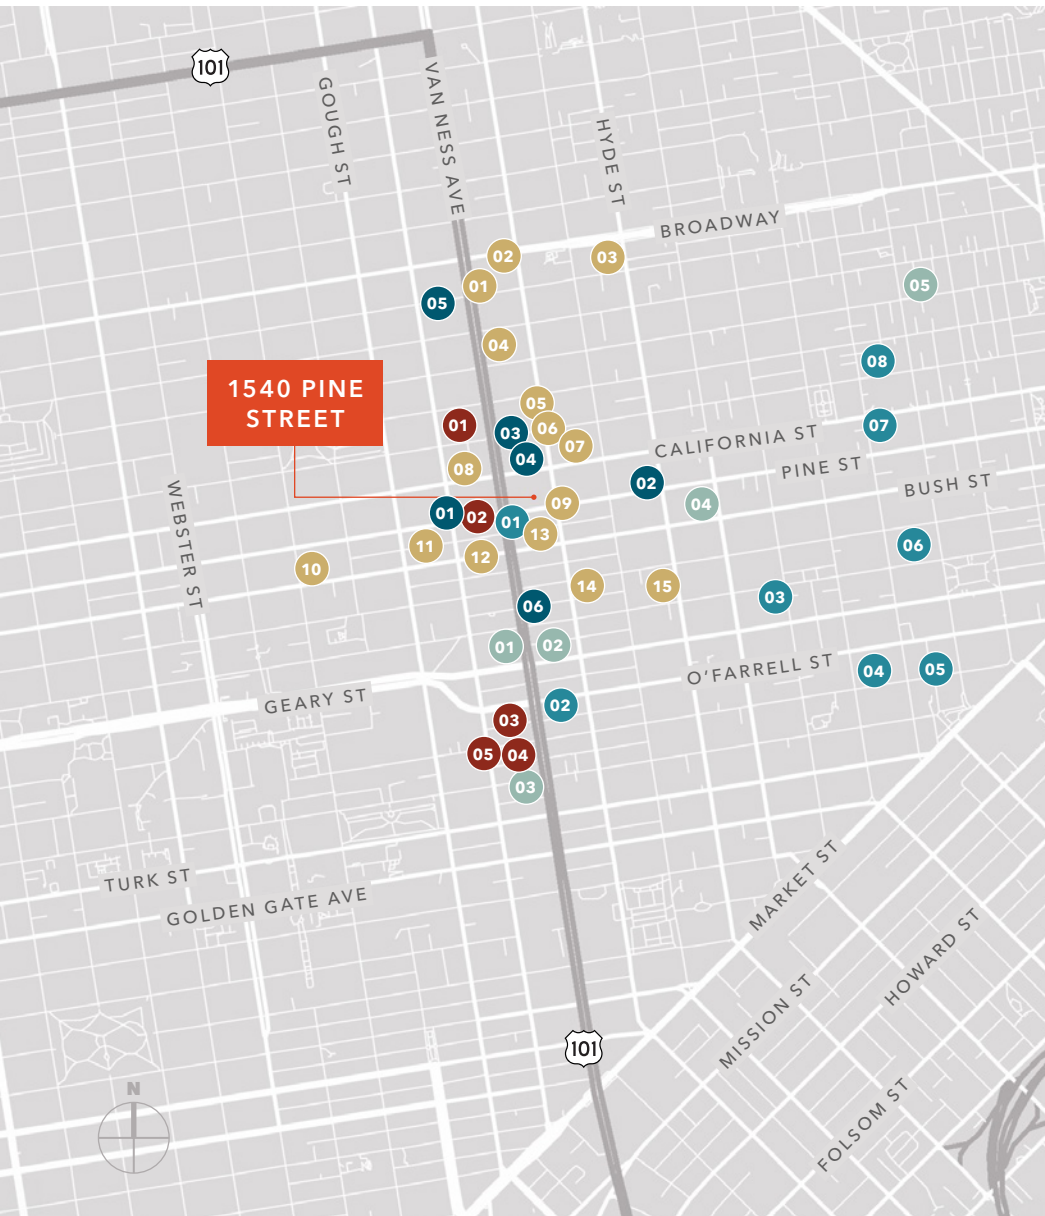 101
GOUGH ST
VAN NESS AVE
HYDE ST
BROADWAY
02
03
01
05
05
04
08
1540 PINE
STREET
05
01
03
06
07
07
CALIFORNIA ST
04
08
PINE ST
02
BUSH ST
WEBSTER ST
09
04
01
02
01
13
11
12
06
10
14
15
03
06
01
02
O'FARRELL ST
04
05
GEARY ST
02
03
05
04
03
TURK ST
GOLDEN GATE AVE
MARKET ST
HOWARD ST
MISSION ST
101
N
FOLSOM ST